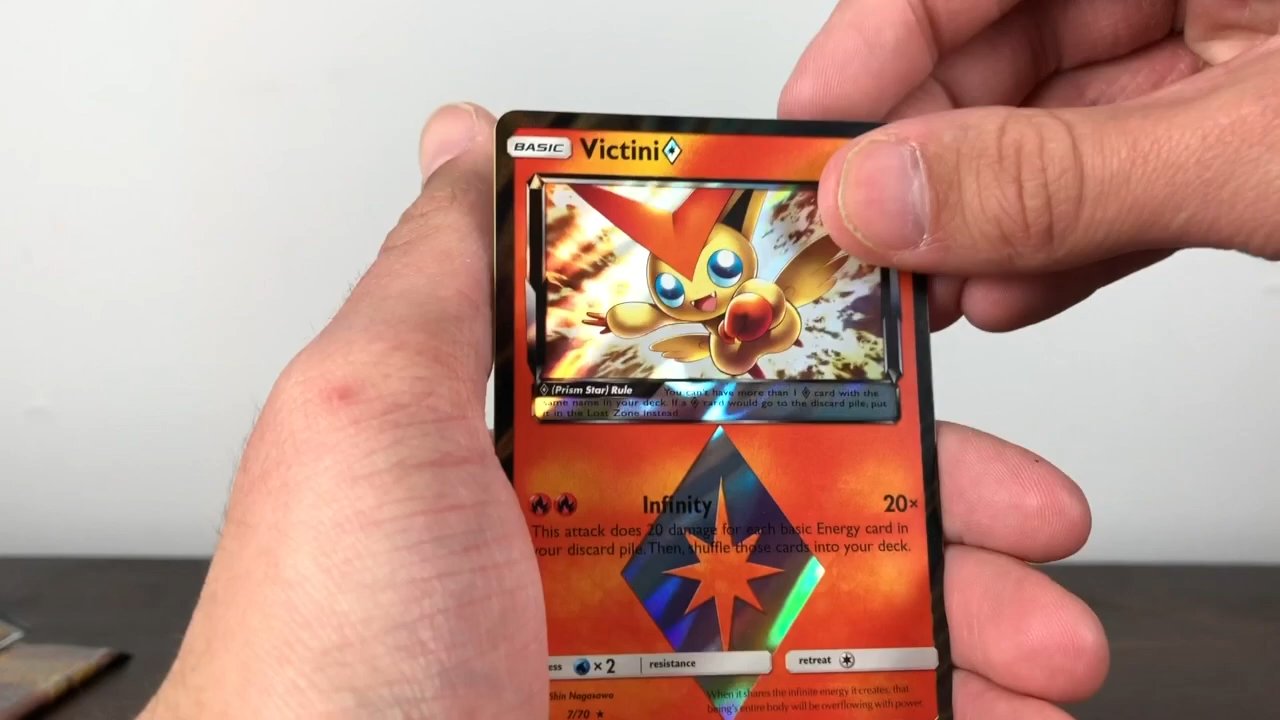 BASIC Victini
(Prism Star) Rule You can't have more than 1 card with the
same name in your deck. If a card would go to the discard pile, put
it in the Lost Zone instead.
Infinity 20×
This attack does 20 damage for each basic Energy card in
your discard pile. Then, shuffle those cards into your deck.
ess ×2 resistance retreat
Shin Nagasawa When it shares the infinite energy it creates, that
being's entire body will be overflowing with power.
7/70 ★